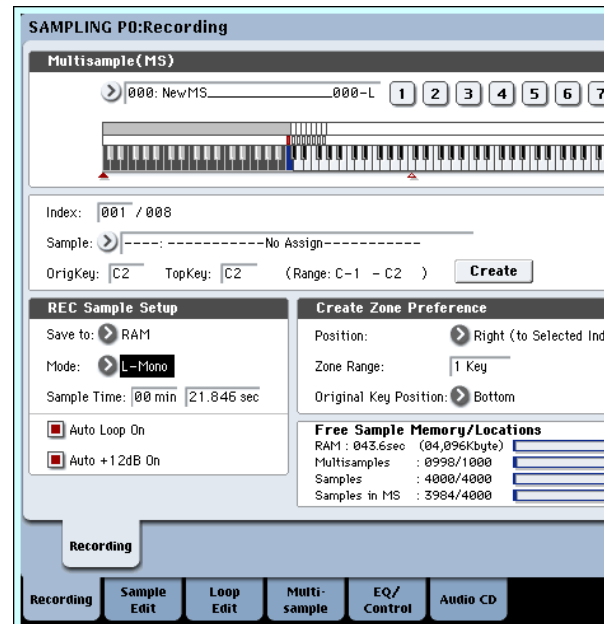 SAMPLING P0:Recording
Multisample(MS)
000: NewMS________________000-L 1 2 3 4 5 6 7
Index: 001 /008
Sample: ----: -----------No Assign-----------
OrigKey: C2 TopKey: C2 (Range: C-1 - C2 ) Create
REC Sample Setup
Save to: RAM
Mode: L-Mono
Sample Time: 00 min 21.846 sec
Auto Loop On
Auto +12dB On
Create Zone Preference
Position: Right (to Selected Ind
Zone Range: 1 Key
Original Key Position: Bottom
Free Sample Memory/Locations
RAM : 043.6sec (04,096Kbyte)
Multisamples : 0998/1000
Samples : 4000/4000
Samples in MS : 3984/4000
Recording
Recording
Sample Edit
Loop Edit
Multi-sample
EQ/ Control
Audio CD